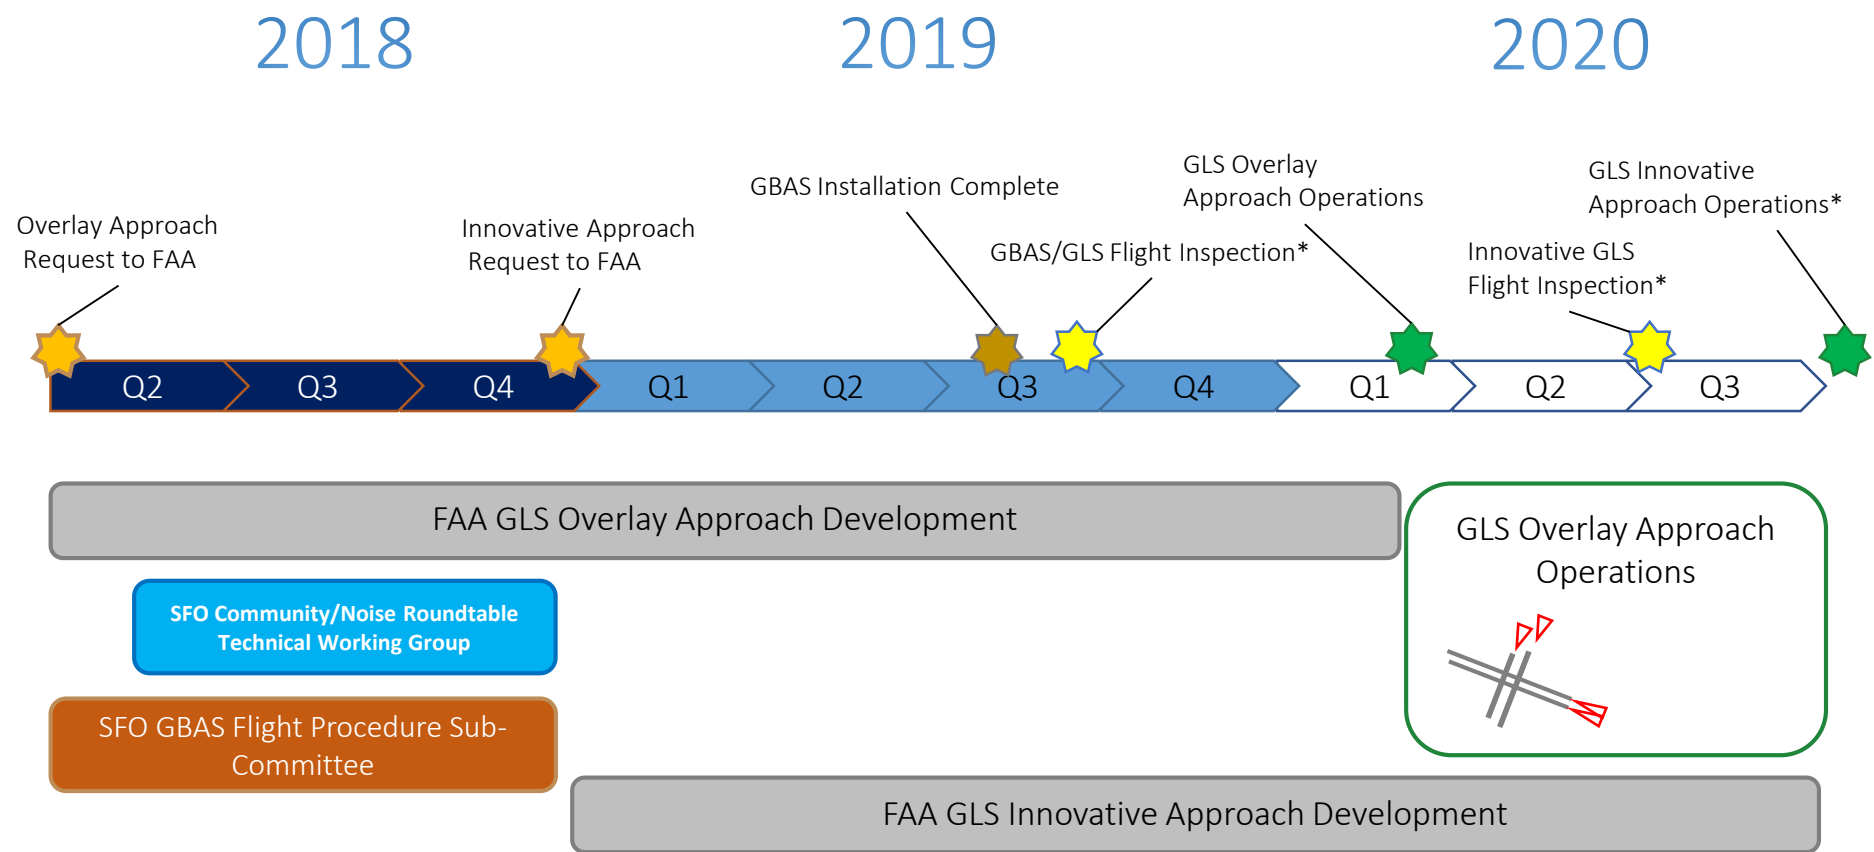 2018
2019
2020
Overlay Approach
Request to FAA
Innovative Approach
Request to FAA
GBAS Installation Complete
GBAS/GLS Flight Inspection*
GLS Overlay
Approach Operations
Innovative GLS
Flight Inspection*
GLS Innovative
Approach Operations*
Q2
Q3
Q4
Q1
Q2
Q3
Q4
Q1
Q2
Q3
FAA GLS Overlay Approach Development
GLS Overlay Approach
Operations
SFO Community/Noise Roundtable
Technical Working Group
SFO GBAS Flight Procedure Sub-
Committee
FAA GLS Innovative Approach Development